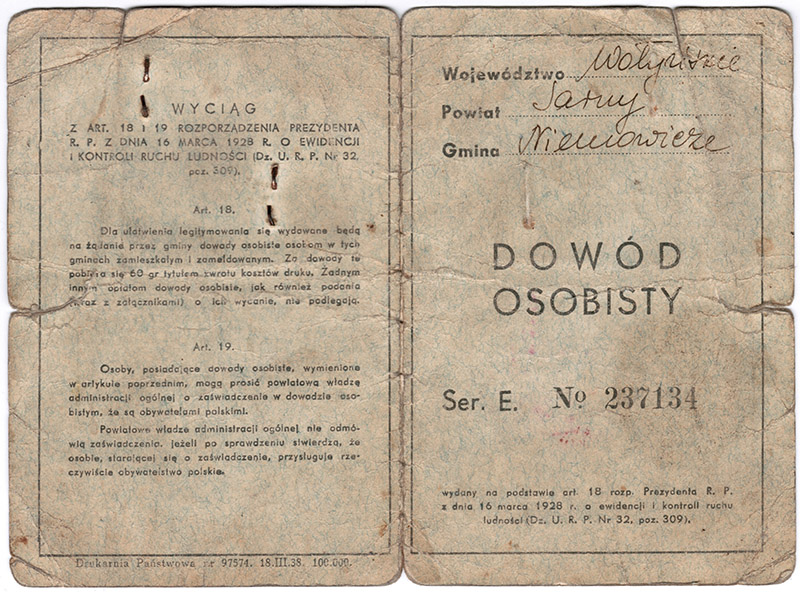 WYCIĄG
Z ART. 18 I 19 ROZPORZĄDZENIA PREZYDENTA
R. P. Z DNIA 16 MARCA 1928 R. O EWIDENCJI
I KONTROLI RUCHU LUDNOŚCI (Dz. U. R. P. Nr 32,
poz. 309).
Art. 18.
Dla ułatwienia legitymowania się wydawane będą
na żądanie przez gminy dowody osobiste osobom w tych
gminach zamieszkałym i zameldowanym. Za dowody te
pobiera się 60 gr tytułem zwrotu kosztów druku. Żadnym
innym opłatom dowody osobiste, jak również podania
(wraz z załącznikami) o ich wydanie, nie podlegają.
Art. 19.
Osoby, posiadające dowody osobiste, wymienione
w artykule poprzednim, mogą prosić powiatową władzę
administracji ogólnej o zaświadczenie w dowodzie oso-
bistym, że są obywatelami polskimi.
Powiatowe władze administracji ogólnej nie odmó-
wią zaświadczenia, jeżeli po sprawdzeniu stwierdzą, że
osobie, starającej się o zaświadczenie, przysługuje rze-
czywiście obywatelstwo polskie.
Drukarnia Państwowa nr 97574. 18.III.38. 100.000.
Województwo Wołyńskie
Powiat Sarny
Gmina Niemowicze
DOWÓD
OSOBISTY
Ser. E. № 237134
wydany na podstawie art. 18 rozp. Prezydenta R. P.
z dnia 16 marca 1928 r. o ewidencji i kontroli ruchu
ludności (Dz. U. R. P. Nr 32, poz. 309).